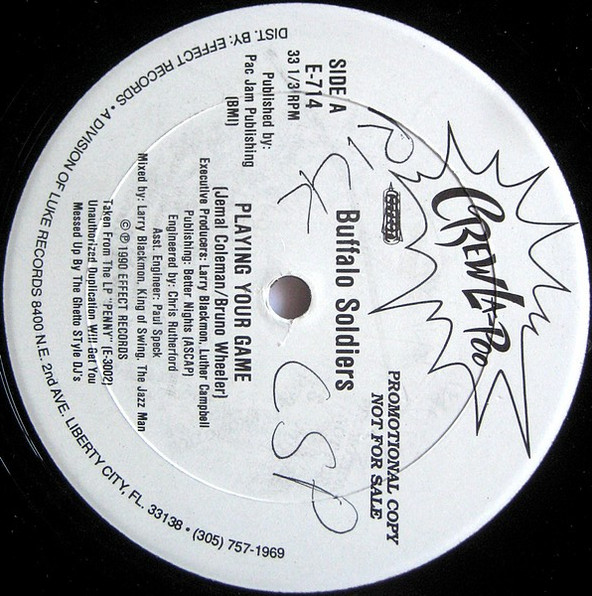 CREW LA-POO
PROMOTIONAL COPY
NOT FOR SALE
SIDE A
E-714
33 1/3 RPM
Published by:
Pac Jam Publishing
(BMI)
Buffalo Soldiers
PLAYING YOUR GAME
(Jemal Coleman/Bruno Wheeler)
Executive Producers: Larry Blackmon, Luther Campbell
Publishing: Better Nights (ASCAP)
Engineered by: Chris Rutherford
Asst. Engineer: Paul Speck
Mixed by: Larry Blackmon, King of Swing, The Jazz Man
© ℗ 1990 EFFECT RECORDS
Taken From The LP "PENNY" (E-3002)
Unauthorized Duplication Will Get You
Messed Up By The Ghetto STyle DJ's
DIST. BY: EFFECT RECORDS • A DIVISION OF LUKE RECORDS 8400 N.E. 2nd AVE. LIBERTY CITY, FL. 33138 • (305) 757-1969